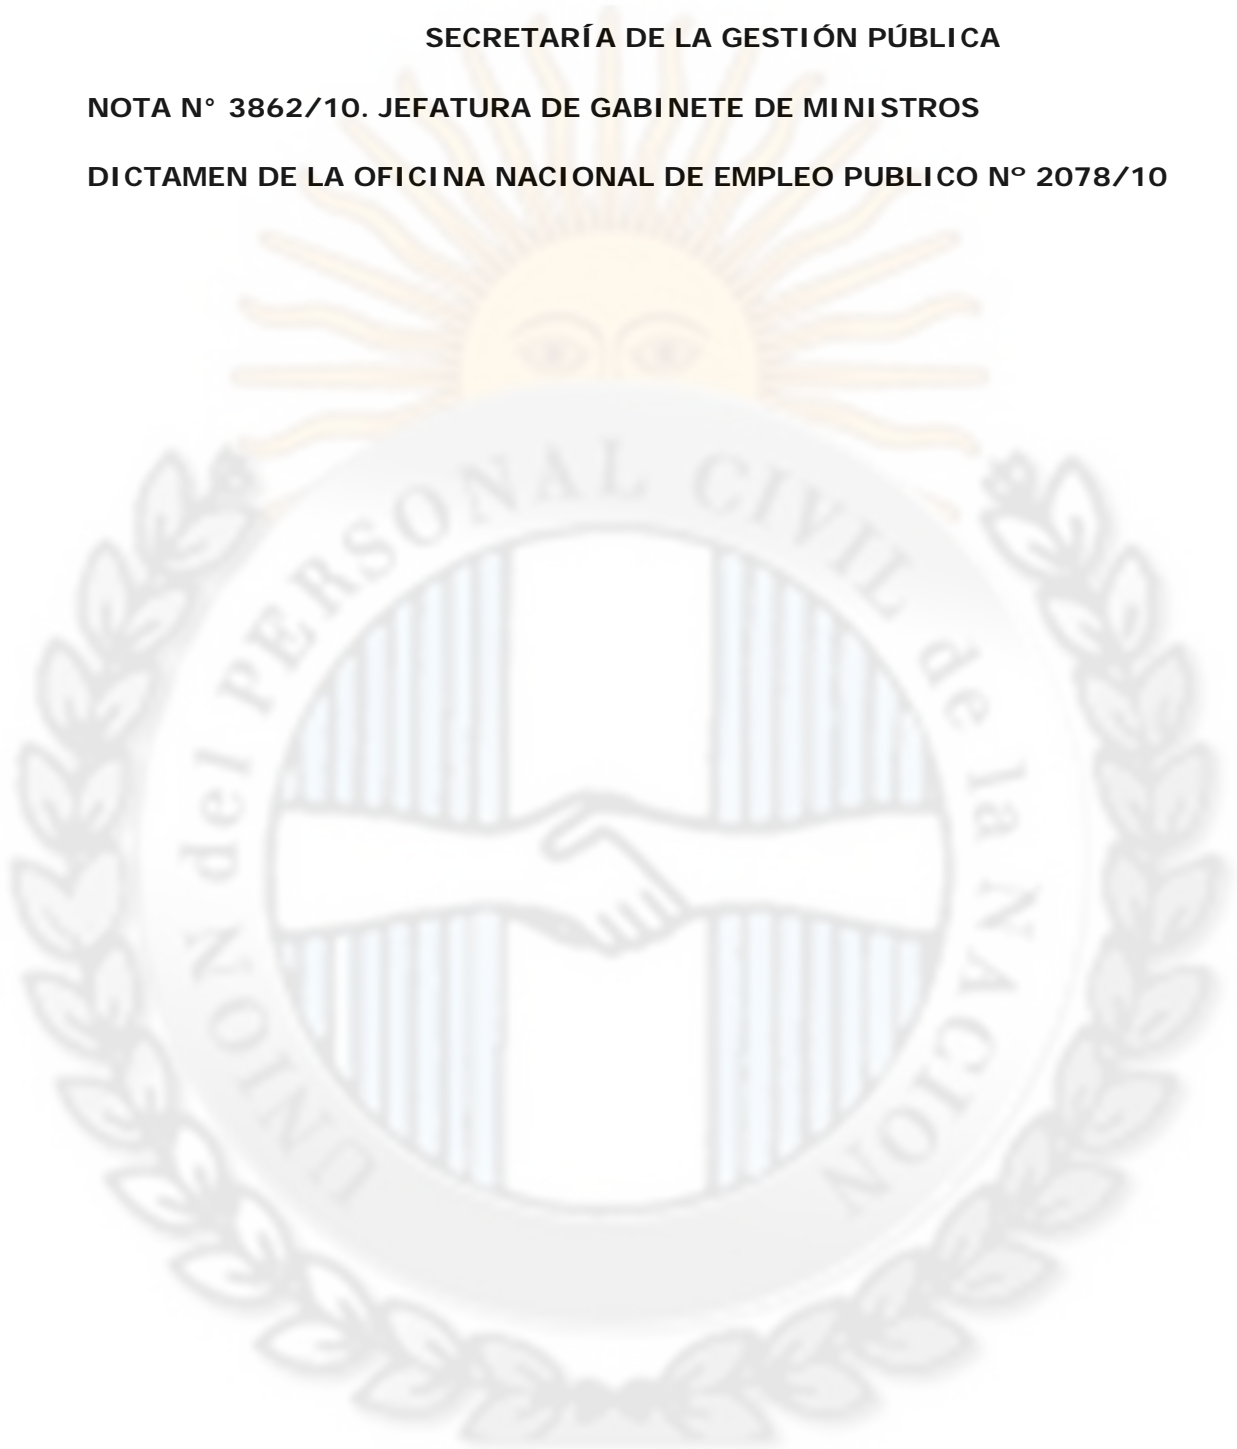 SECRETARÍA DE LA GESTIÓN PÚBLICA
NOTA N° 3862/10. JEFATURA DE GABINETE DE MINISTROS
DICTAMEN DE LA OFICINA NACIONAL DE EMPLEO PUBLICO Nº 2078/10
UNION del PERSONAL CIVIL de la NACION